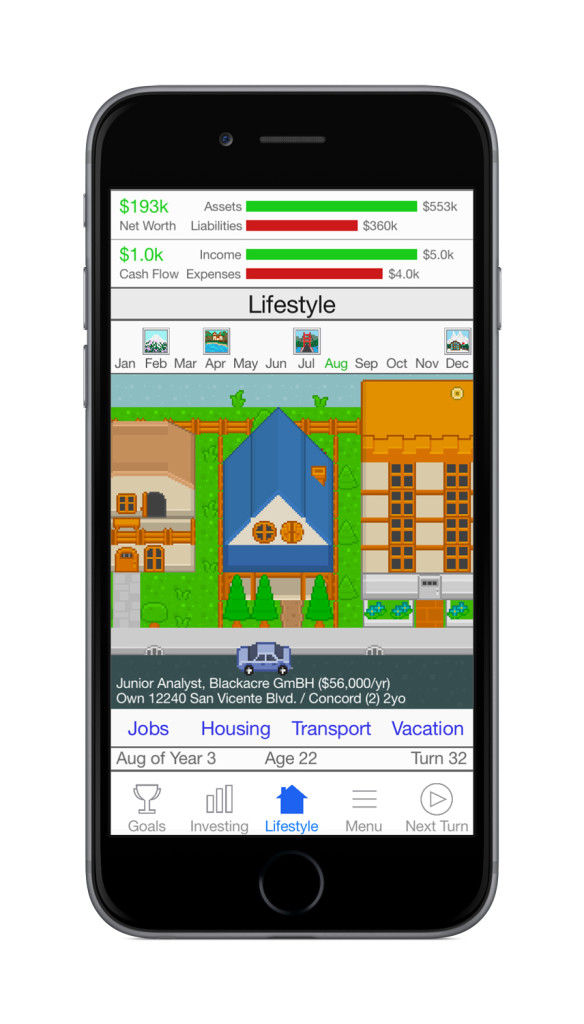 $193k Assets $553k
Net Worth Liabilities $360k
$1.0k Income $5.0k
Cash Flow Expenses $4.0k
Lifestyle
Jan Feb Mar Apr May Jun Jul Aug Sep Oct Nov Dec
Junior Analyst, Blackacre GmBH ($56,000/yr)
Own 12240 San Vicente Blvd. / Concord (2) 2yo
Jobs Housing Transport Vacation
Aug of Year 3 Age 22 Turn 32
Goals Investing Lifestyle Menu Next Turn